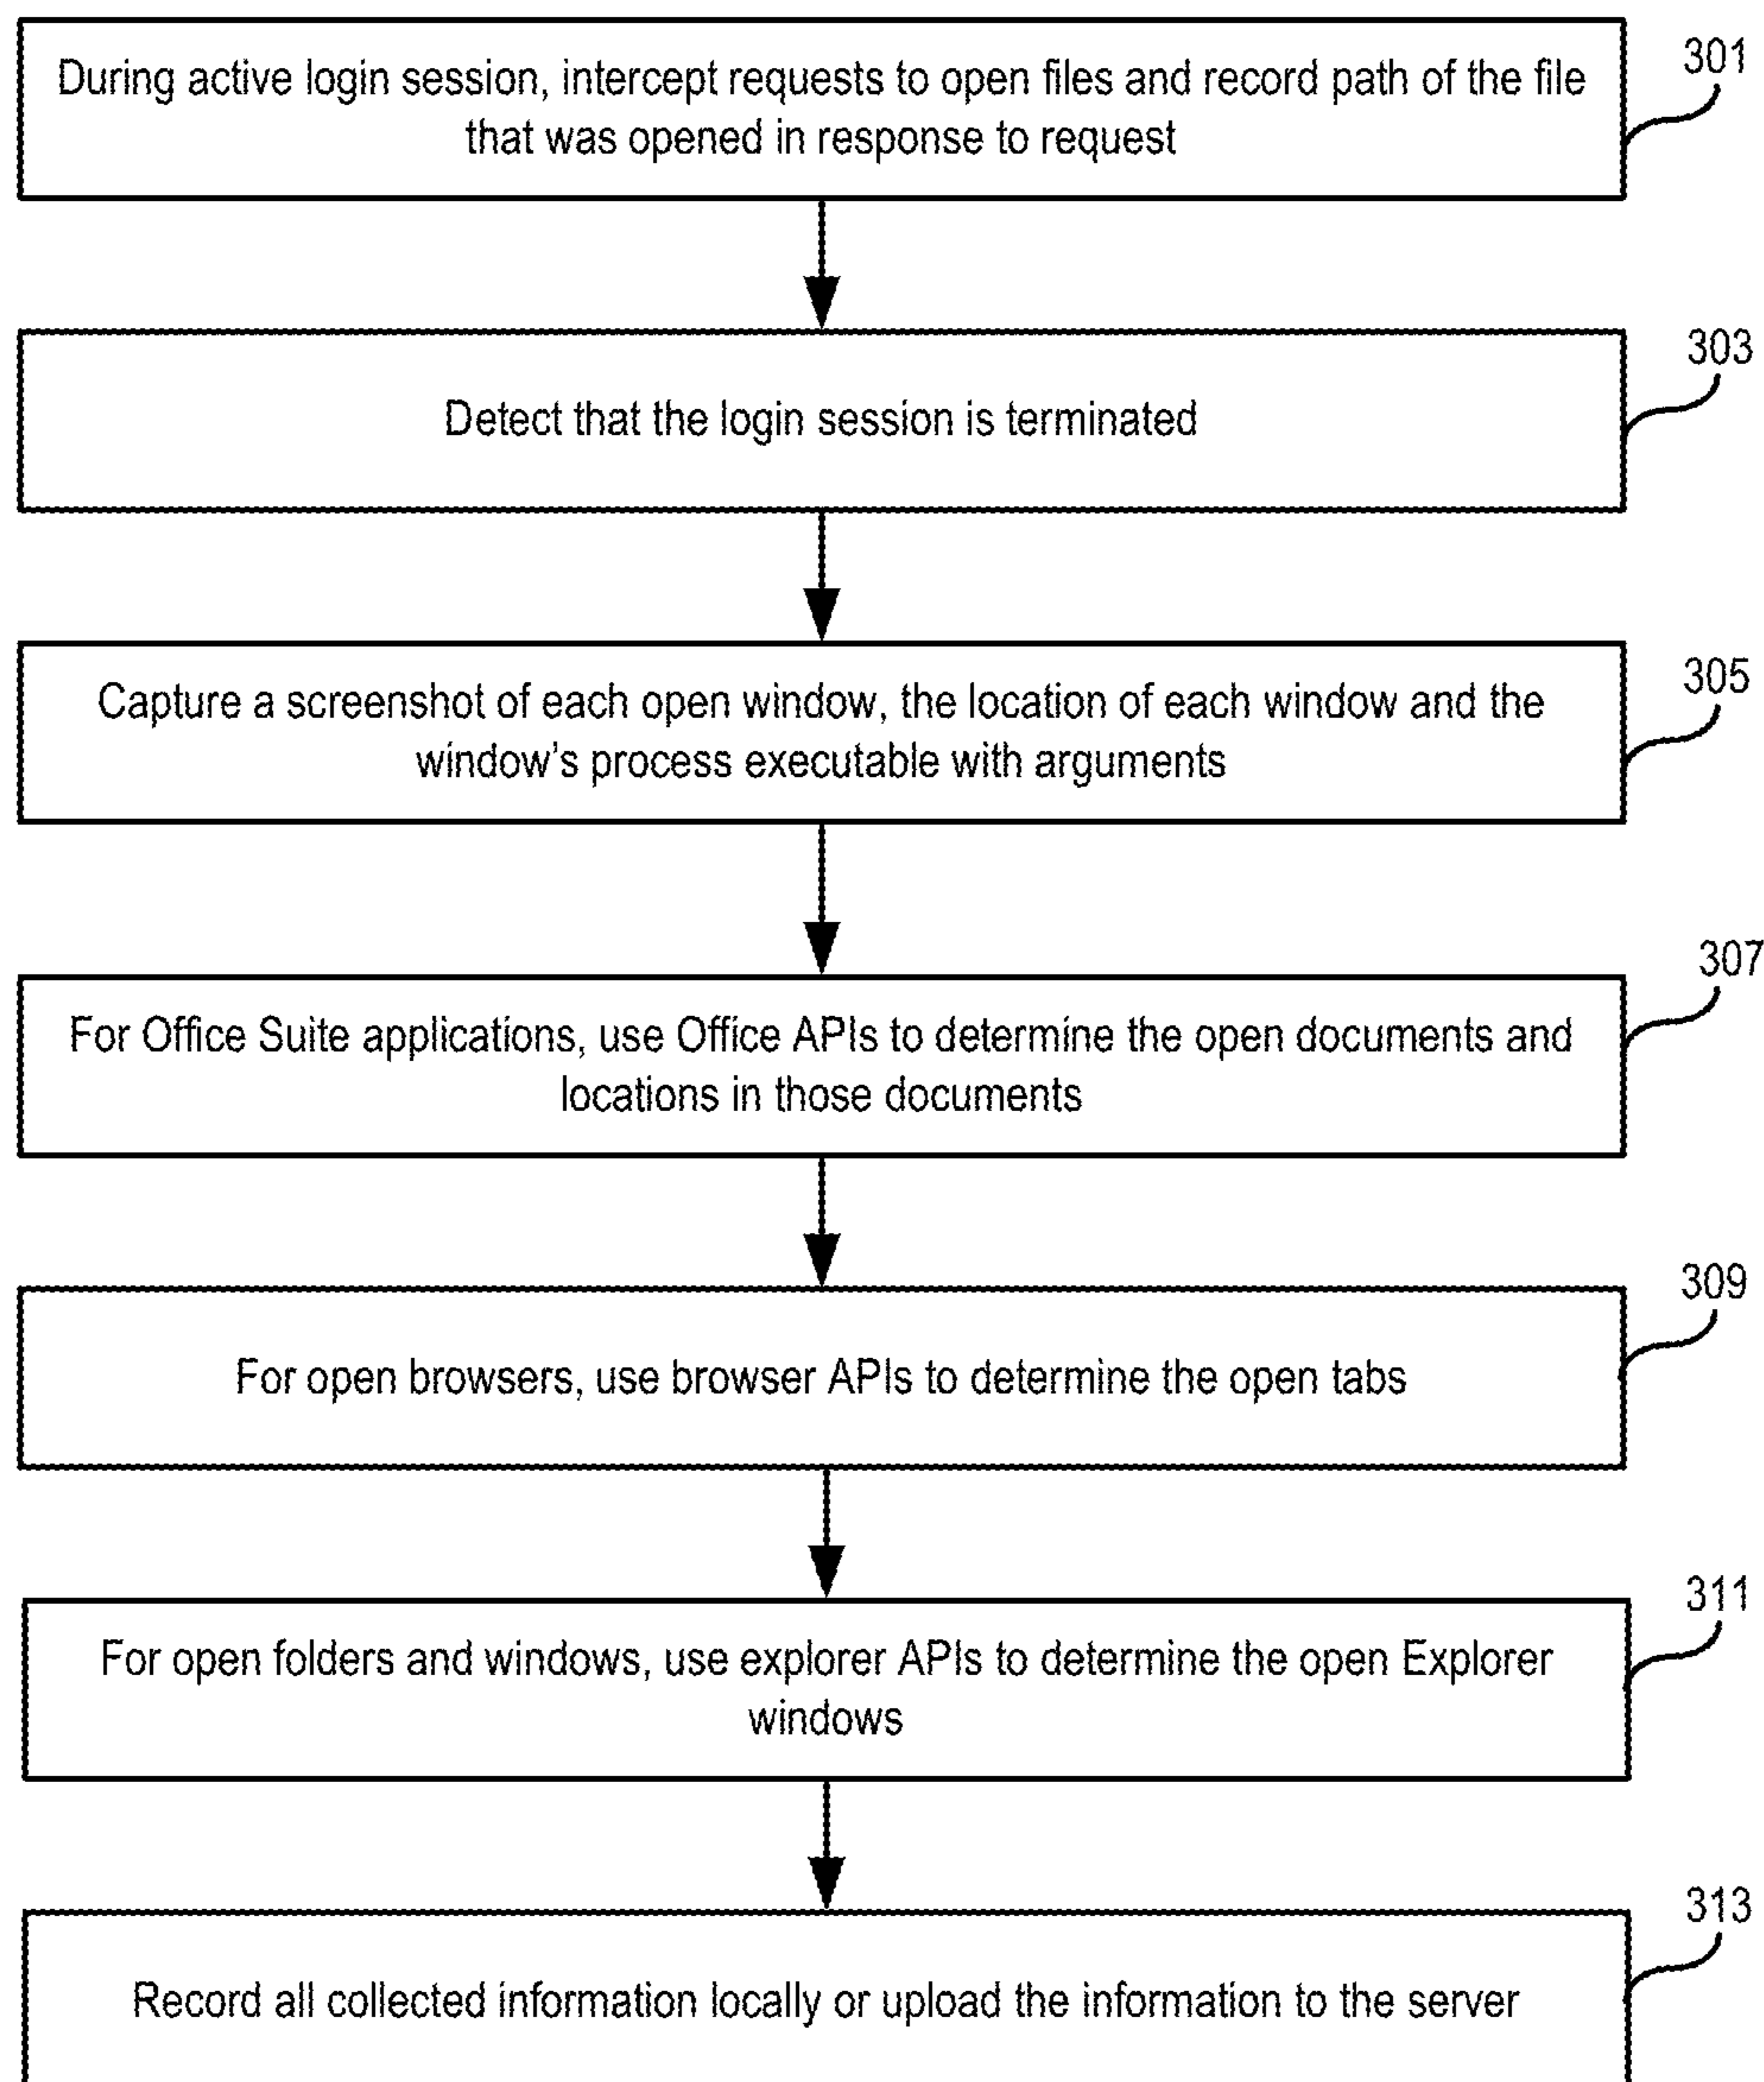 301
During active login session, intercept requests to open files and record path of the file
that was opened in response to request
303
Detect that the login session is terminated
305
Capture a screenshot of each open window, the location of each window and the
window's process executable with arguments
307
For Office Suite applications, use Office APIs to determine the open documents and
locations in those documents
309
For open browsers, use browser APIs to determine the open tabs
311
For open folders and windows, use explorer APIs to determine the open Explorer
windows
313
Record all collected information locally or upload the information to the server